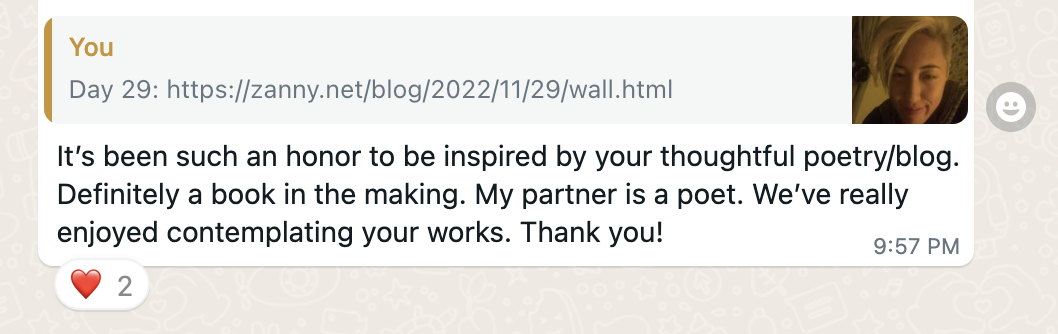 You
Day 29: https://zanny.net/blog/2022/11/29/wall.html
It’s been such an honor to be inspired by your thoughtful poetry/blog.
Definitely a book in the making. My partner is a poet. We’ve really
enjoyed contemplating your works. Thank you!
9:57 PM
❤️ 2